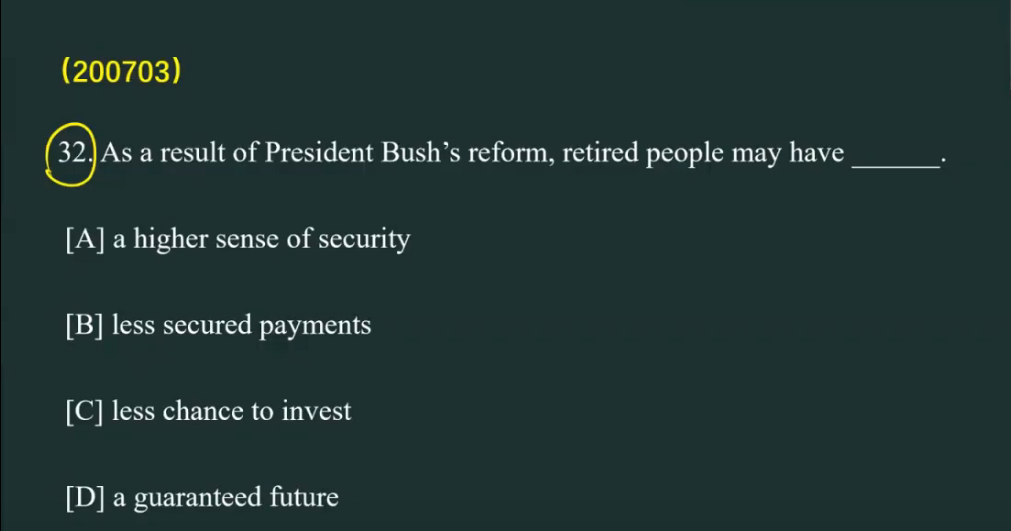 (200703)
32. As a result of President Bush’s reform, retired people may have ______.
[A] a higher sense of security
[B] less secured payments
[C] less chance to invest
[D] a guaranteed future